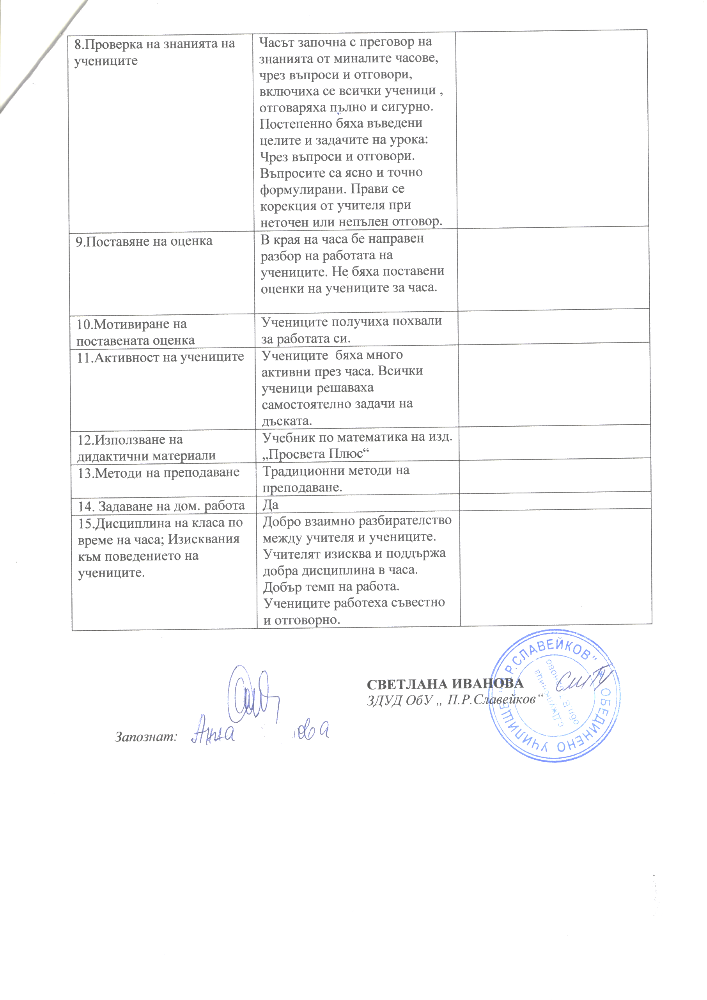 8.Проверка на знанията на
учениците
Часът започна с преговор на
знанията от миналите часове,
чрез въпроси и отговори,
включиха се всички ученици ,
отговаряха пълно и сигурно.
Постепенно бяха въведени
целите и задачите на урока:
Чрез въпроси и отговори.
Въпросите са ясно и точно
формулирани. Прави се
корекция от учителя при
неточен или непълен отговор.
9.Поставяне на оценка
В края на часа бе направен
разбор на работата на
учениците. Не бяха поставени
оценки на учениците за часа.
10.Мотивиране на
поставената оценка
Учениците получиха похвали
за работата си.
11.Активност на учениците
Учениците  бяха много
активни през часа. Всички
ученици решаваха
самостоятелно задачи на
дъската.
12.Използване на
дидактични материали
Учебник по математика на изд.
„Просвета Плюс“
13.Методи на преподаване
Традиционни методи на
преподаване.
14. Задаване на дом. работа
Да
15.Дисциплина на класа по
време на часа; Изисквания
към поведението на
учениците.
Добро взаимно разбирателство
между учителя и учениците.
Учителят изисква и поддържа
добра дисциплина в часа.
Добър темп на работа.
Учениците работеха съвестно
и отговорно.
СВЕТЛАНА ИВАНОВА
ЗДУД ОбУ „ П.Р.Славейков“
Запознат:
ОБЕДИНЕНО УЧИЛИЩЕ "П.Р.СЛАВЕЙКОВ"
с.Джулюница